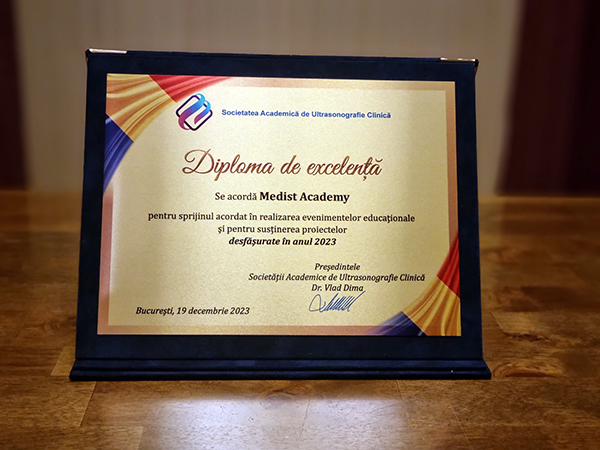 Societatea Academică de Ultrasonografie Clinică
Diploma de excelență
Se acordă Medist Academy
pentru sprijinul acordat în realizarea evenimentelor educaționale
și pentru susținerea proiectelor
desfășurate în anul 2023
Președintele
Societății Academice de Ultrasonografie Clinică
Dr. Vlad Dima
București, 19 decembrie 2023